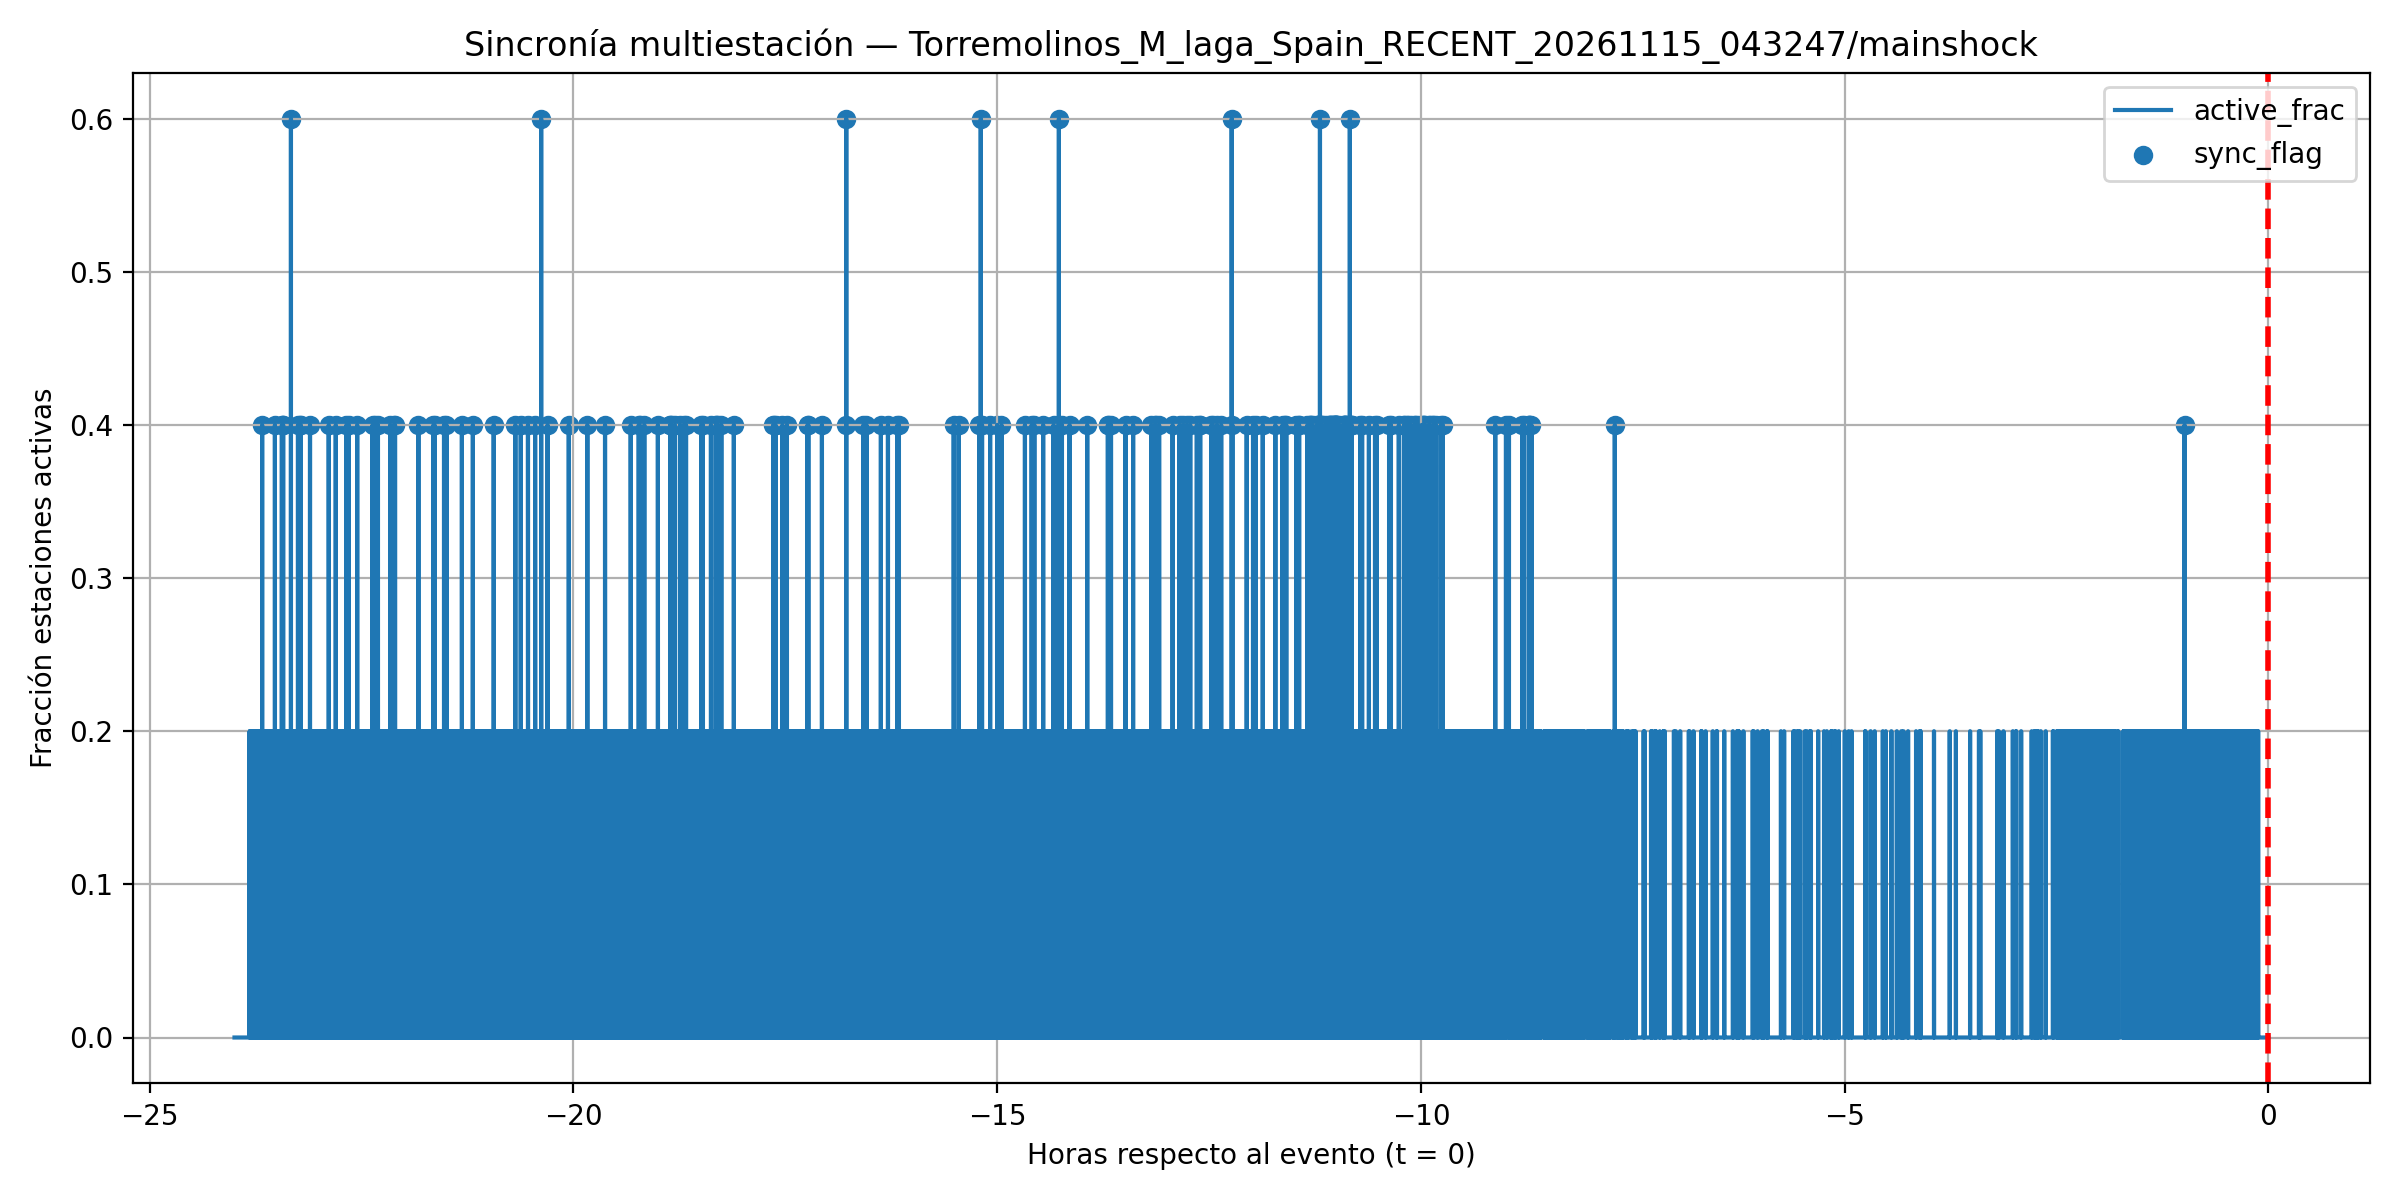 Sincronía multiestación — Torremolinos_M_laga_Spain_RECENT_20261115_043247/mainshock
active_frac
sync_flag
Fracción estaciones activas
0.6
0.5
0.4
0.3
0.2
0.1
0.0
−25
−20
−15
−10
−5
0
Horas respecto al evento (t = 0)